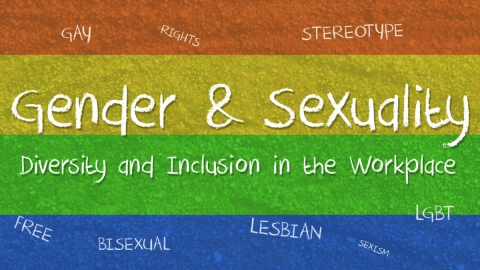 GAY
RIGHTS
STEREOTYPE
Gender & Sexuality
Diversity and Inclusion in the Workplace
LGBT
FREE
BISEXUAL
LESBIAN
SEXISM